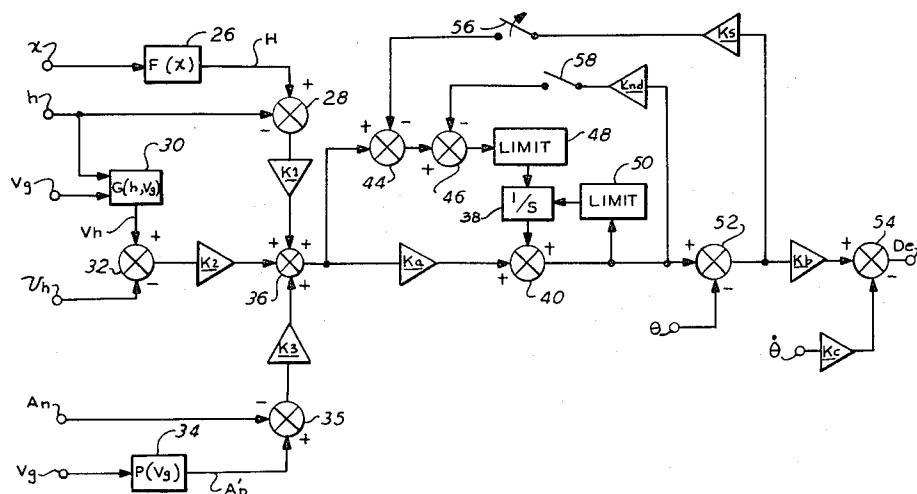 56
Ks
x
26
H
F(x)
+
58
Knd
h
-
28
-
-
48
30
+
LIMIT
Vg
G(h,Vg)
K1
44
+
46
50
Vh
38
1/S
LIMIT
+
+
+
52
54
32
K2
+
+
Ka
+
+
+
Kb
+
De
-
36
+
40
-
-
Vh
θ
K3
θ̇
Kc
An
-
35
34
+
Vg
P(Vg)
A'n